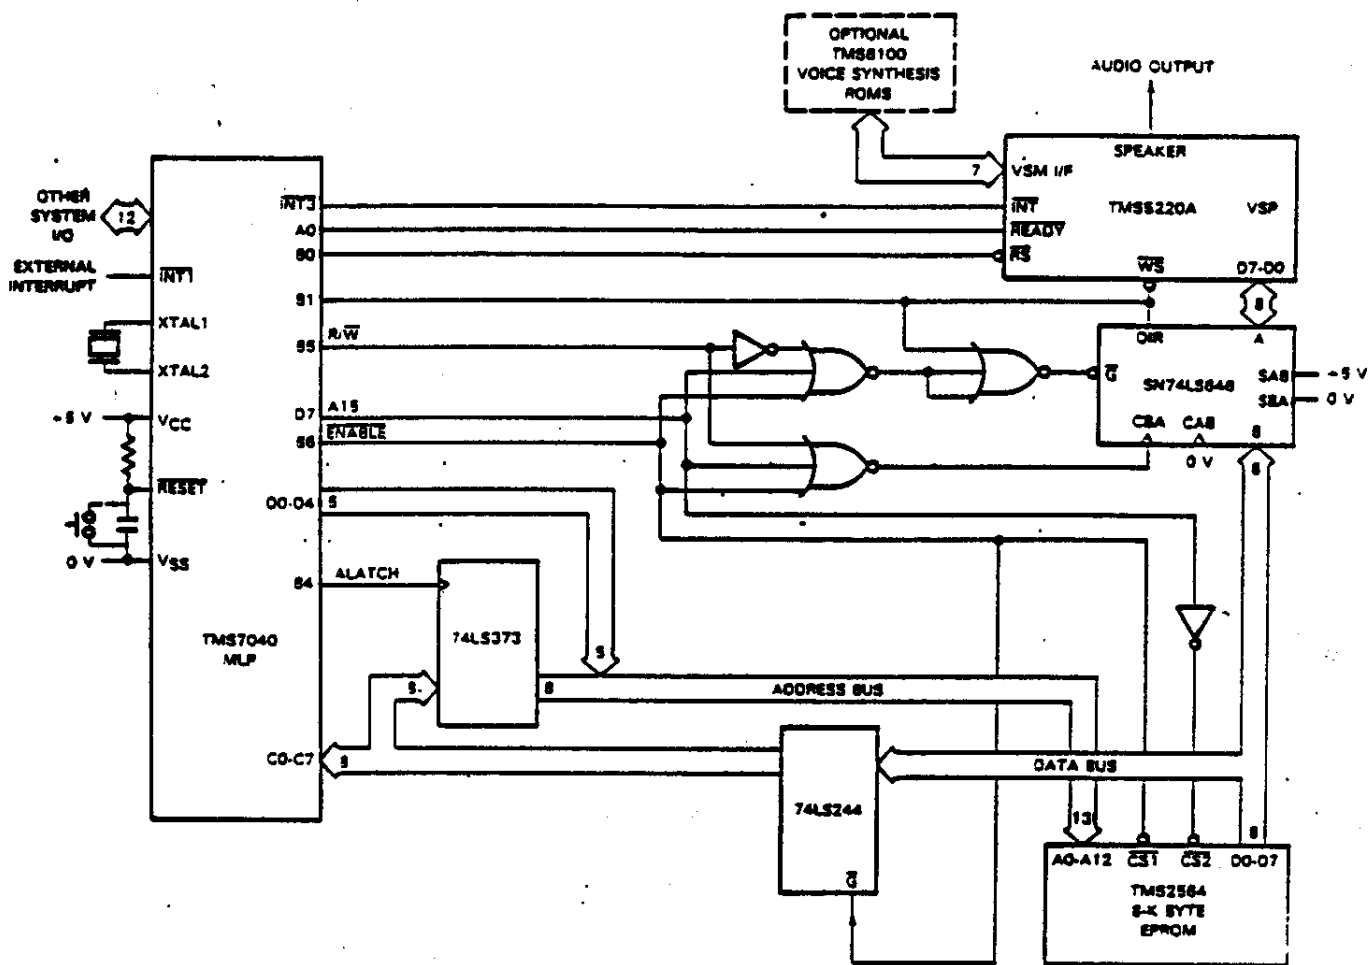 OPTIONAL
TMS6100
VOICE SYNTHESIS
ROMS
AUDIO OUTPUT
SPEAKER
7
VSM I/F
INT
TMS5220A
VSP
READY
RS
WS
D7-D0
8
OTHER
SYSTEM
I/O
12
INT3
A0
B0
EXTERNAL
INTERRUPT
INT1
B1
XTAL1
XTAL2
R/W
B5
DIR
A
G
SN74LS646
SAB
+5 V
SBA
0 V
CBA
CAB
B
0 V
8
+5 V
VCC
D7
A15
B6
ENABLE
RESET
D0-D4
5
0 V
VSS
B4
ALATCH
74LS373
TMS7040
MLP
5
8
8
ADDRESS BUS
C0-C7
8
DATA BUS
74LS244
G
13
8
A0-A12
CS1
CS2
D0-D7
TMS2564
8-K BYTE
EPROM